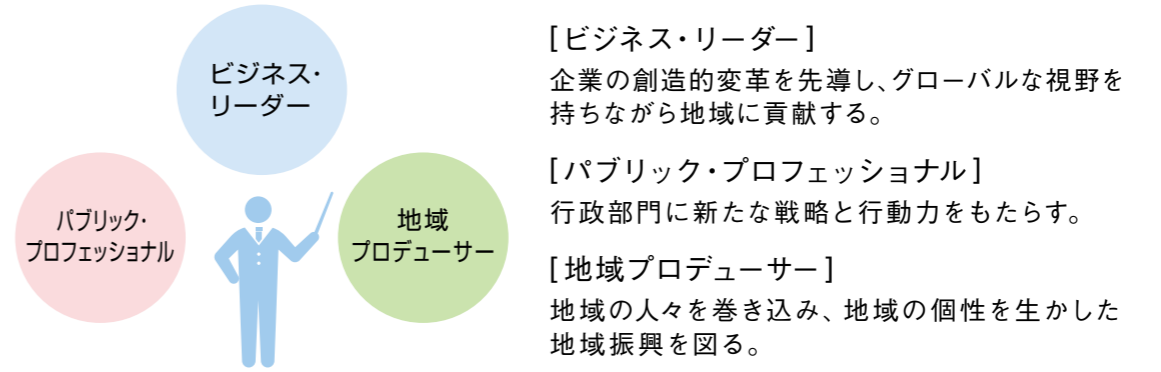 ビジネス・
リーダー
パブリック・
プロフェッショナル
地域
プロデューサー
[ビジネス・リーダー]
企業の創造的変革を先導し、グローバルな視野を
持ちながら地域に貢献する。
[パブリック・プロフェッショナル]
行政部門に新たな戦略と行動力をもたらす。
[地域プロデューサー]
地域の人々を巻き込み、地域の個性を生かした
地域振興を図る。